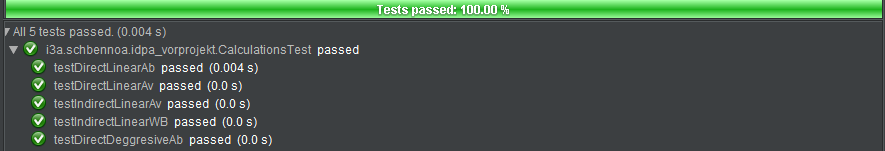 Tests passed: 100.00 %
All 5 tests passed. (0.004 s)
i3a.schbennoa.idpa_vorprojekt.CalculationsTest passed
testDirectLinearAb passed (0.004 s)
testDirectLinearAv passed (0.0 s)
testIndirectLinearAv passed (0.0 s)
testIndirectLinearWB passed (0.0 s)
testDirectDeggresiveAb passed (0.0 s)